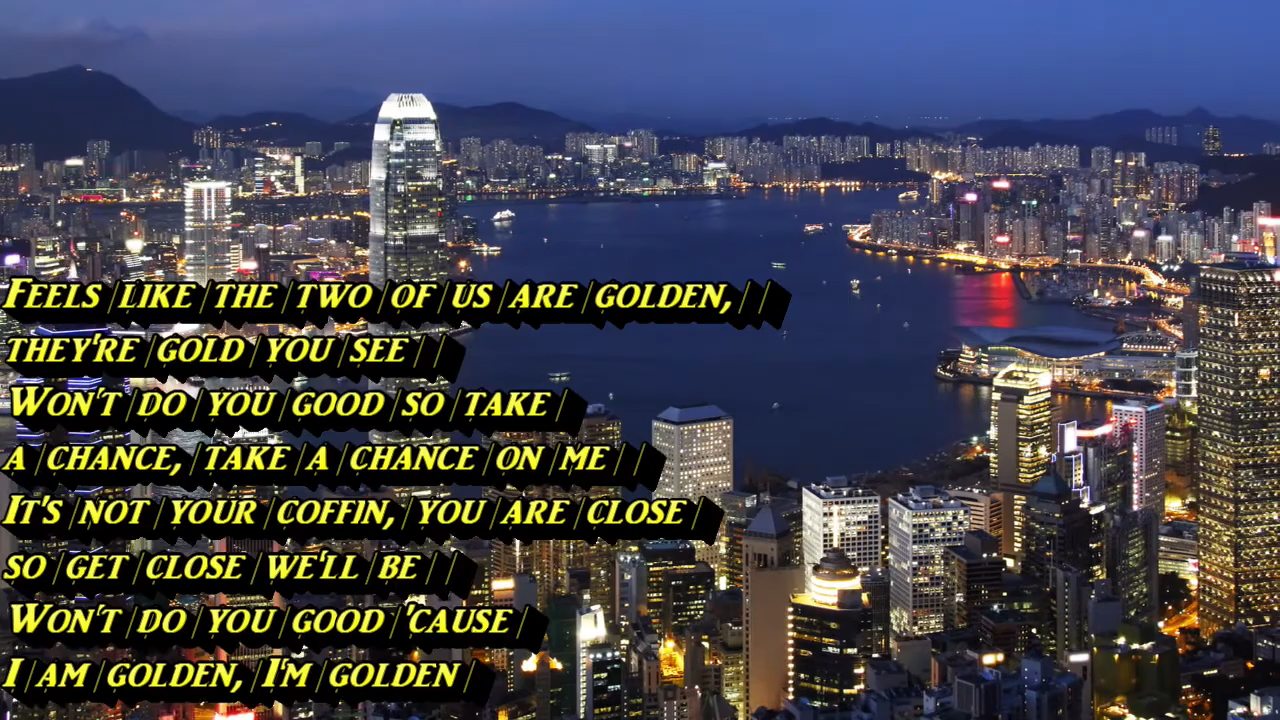 Feels like the two of us are golden,
they're gold you see
Won't do you good so take
a chance, take a chance on me
It's not your coffin, you are close
so get close we'll be
Won't do you good 'cause
I am golden, I'm golden